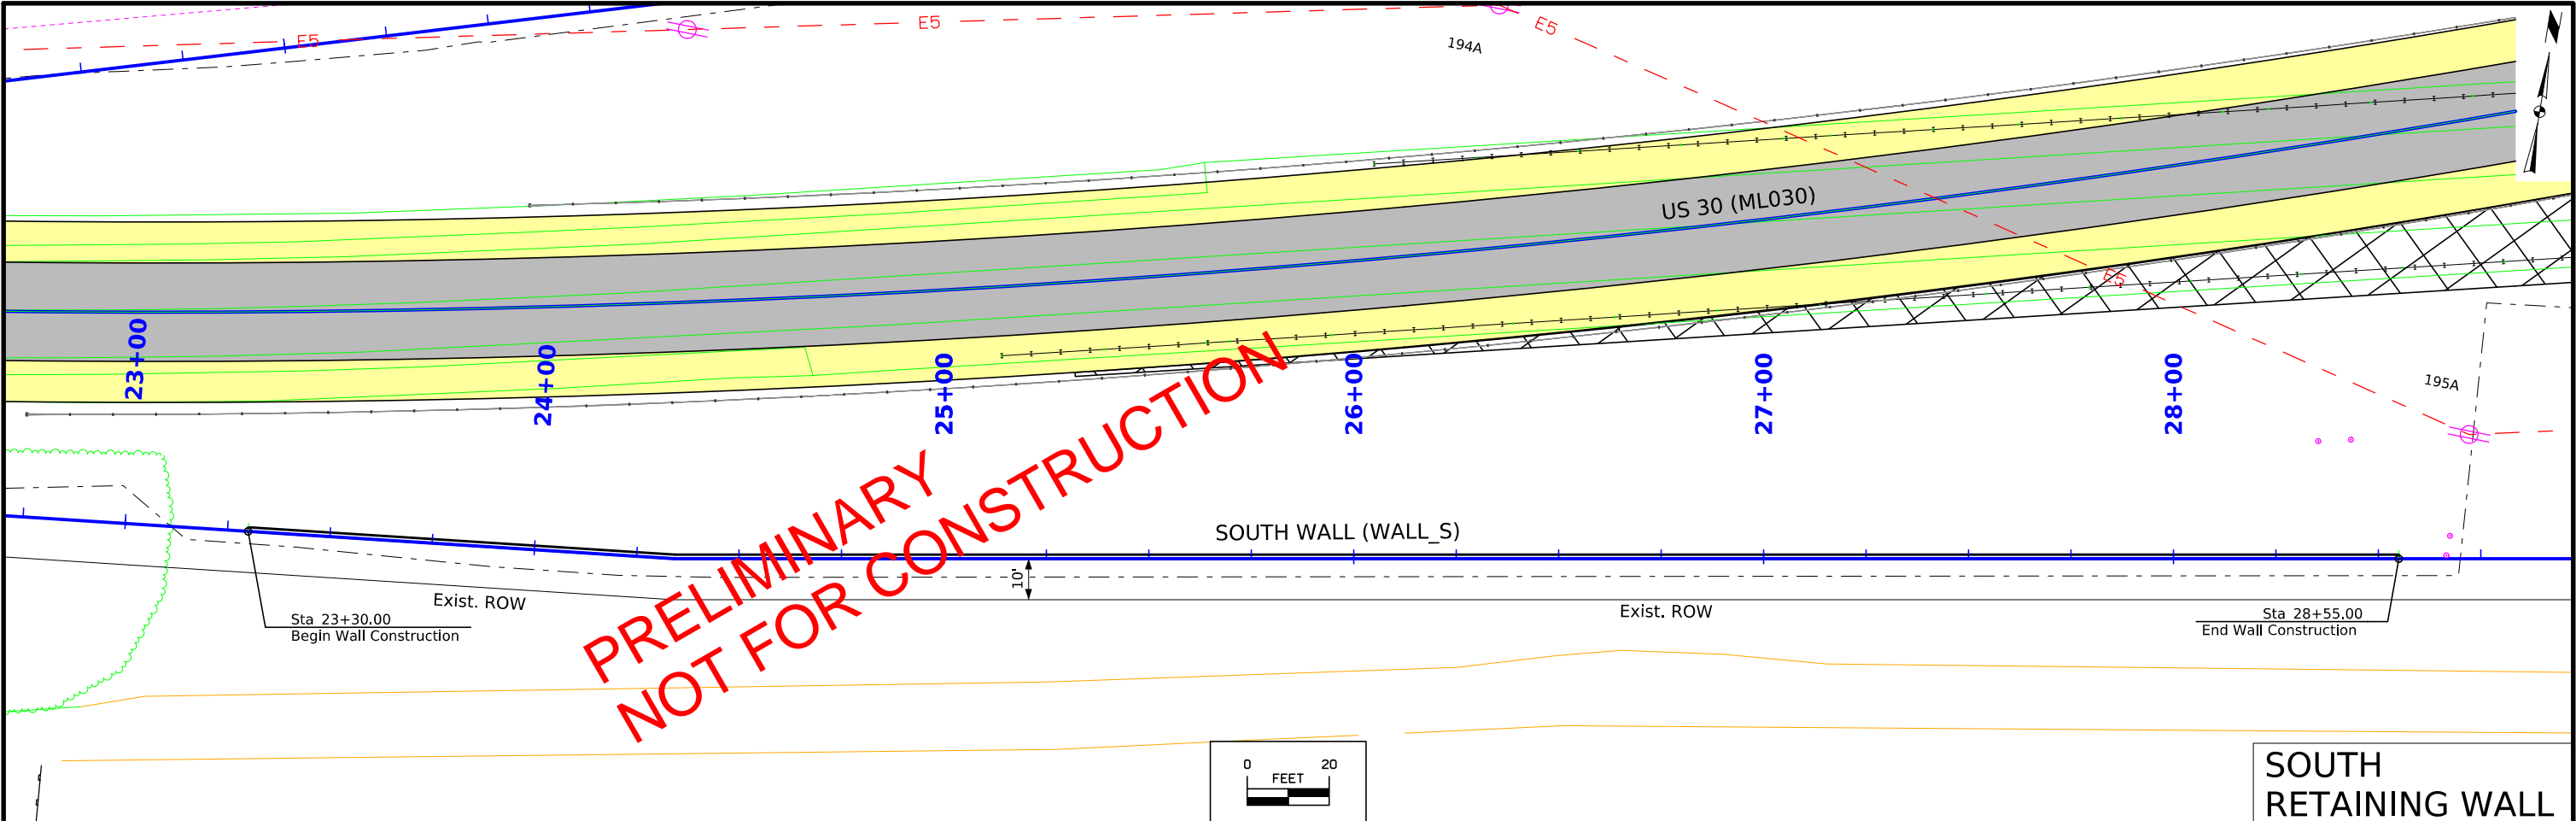 E5
E5
E5
194A
US 30 (ML030)
E5
23+00
24+00
25+00
26+00
27+00
28+00
195A
PRELIMINARY
NOT FOR CONSTRUCTION
SOUTH WALL (WALL_S)
10'
Exist. ROW
Exist. ROW
Sta 23+30.00
Begin Wall Construction
Sta 28+55.00
End Wall Construction
0 20
FEET
SOUTH
RETAINING WALL